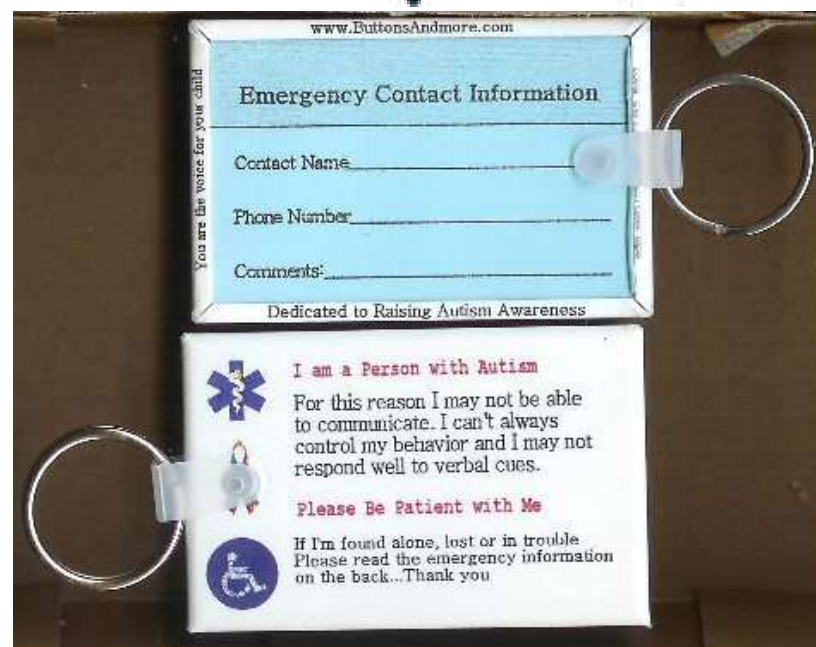 www.ButtonsAndmore.com
You are the voice for your child
Emergency Contact Information
Contact Name
Phone Number
Comments:
Dedicated to Raising Autism Awareness
I am a Person with Autism
For this reason I may not be able
to communicate. I can't always
control my behavior and I may not
respond well to verbal cues.
Please Be Patient with Me
If I'm found alone, lost or in trouble
Please read the emergency information
on the back...Thank you